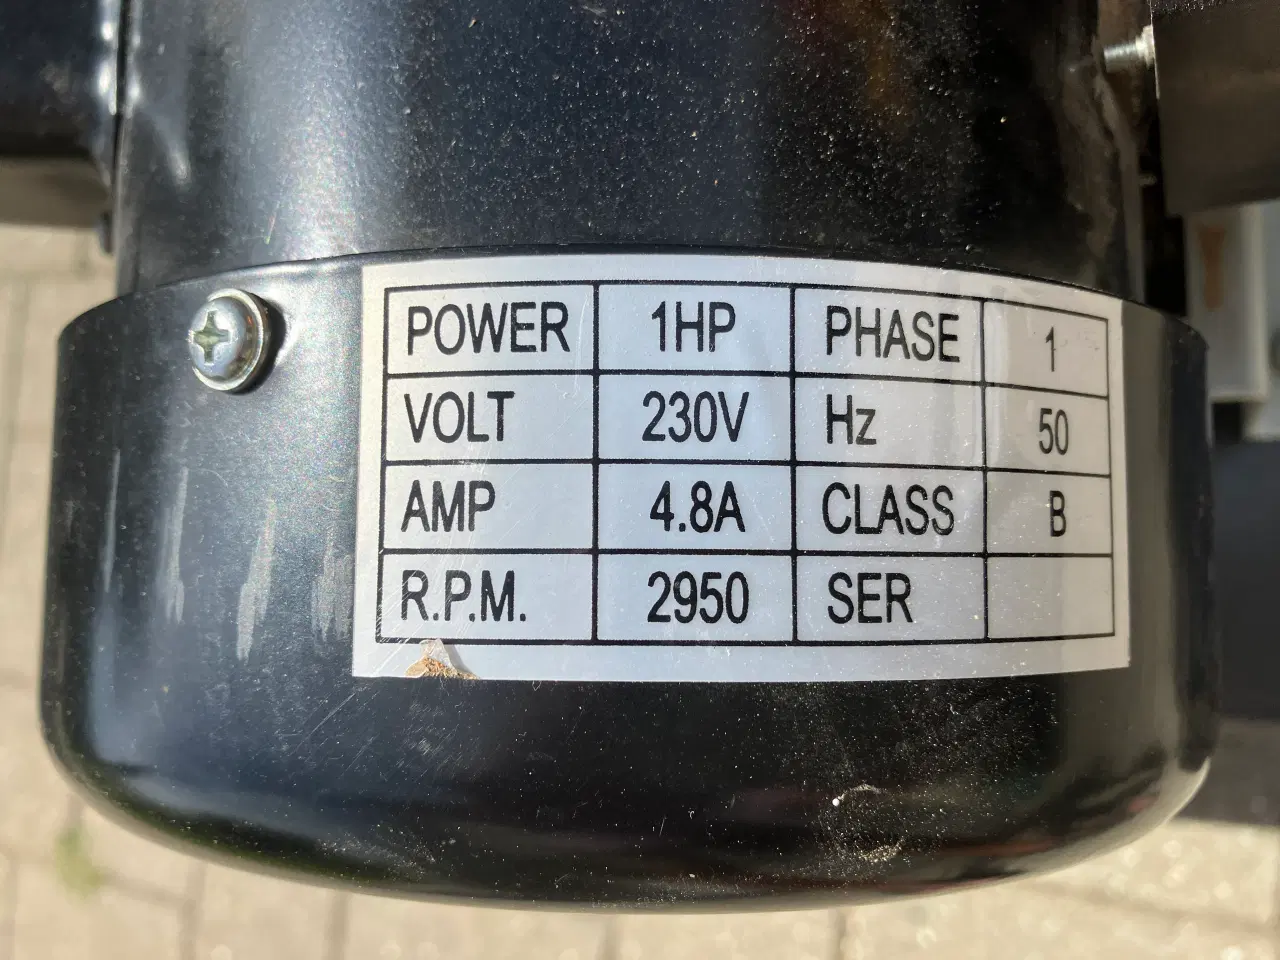 POWER 1HP PHASE 1
VOLT 230V Hz 50
AMP 4.8A CLASS B
R.P.M. 2950 SER